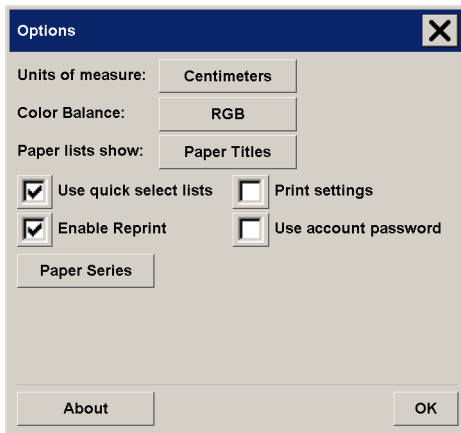 Options
Units of measure: Centimeters
Color Balance: RGB
Paper lists show: Paper Titles
Use quick select lists Print settings
Enable Reprint Use account password
Paper Series
About OK